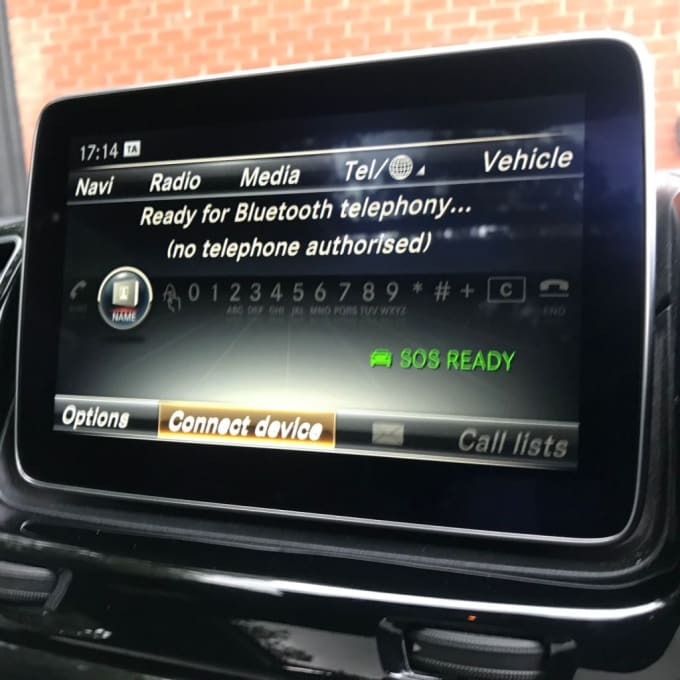 17:14 TA
Navi Radio Media Tel/ Vehicle
Ready for Bluetooth telephony...
(no telephone authorised)
NAME 0 1 2 3 4 5 6 7 8 9 * # + C
ABC DEF GHI JKL MNO PQRS TUV WXYZ END
SOS READY
Options Connect device Call lists